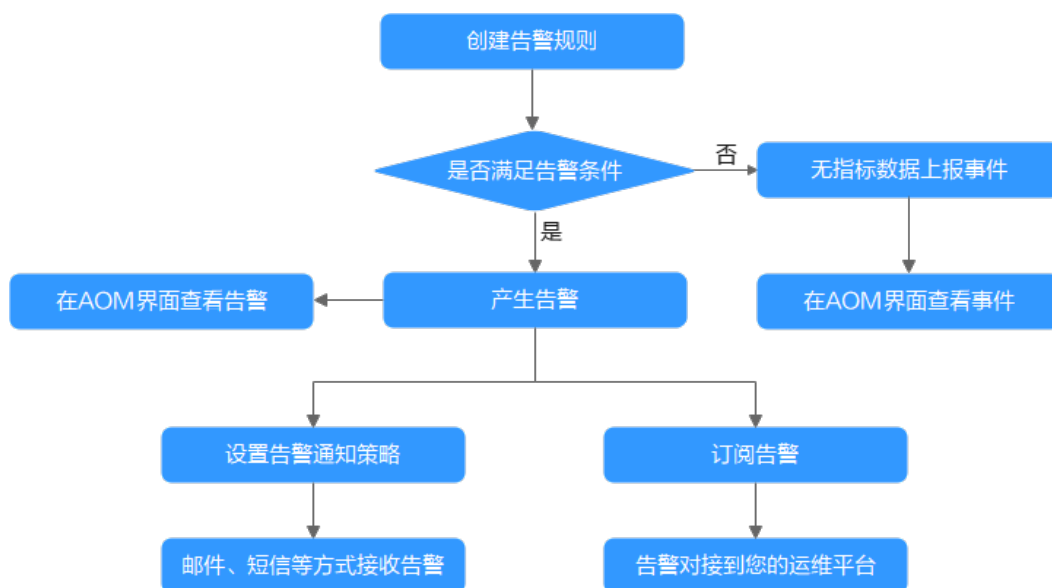 创建告警规则
是否满足告警条件
否
无指标数据上报事件
是
在AOM界面查看告警
产生告警
在AOM界面查看事件
设置告警通知策略
订阅告警
邮件、短信等方式接收告警
告警对接到您的运维平台